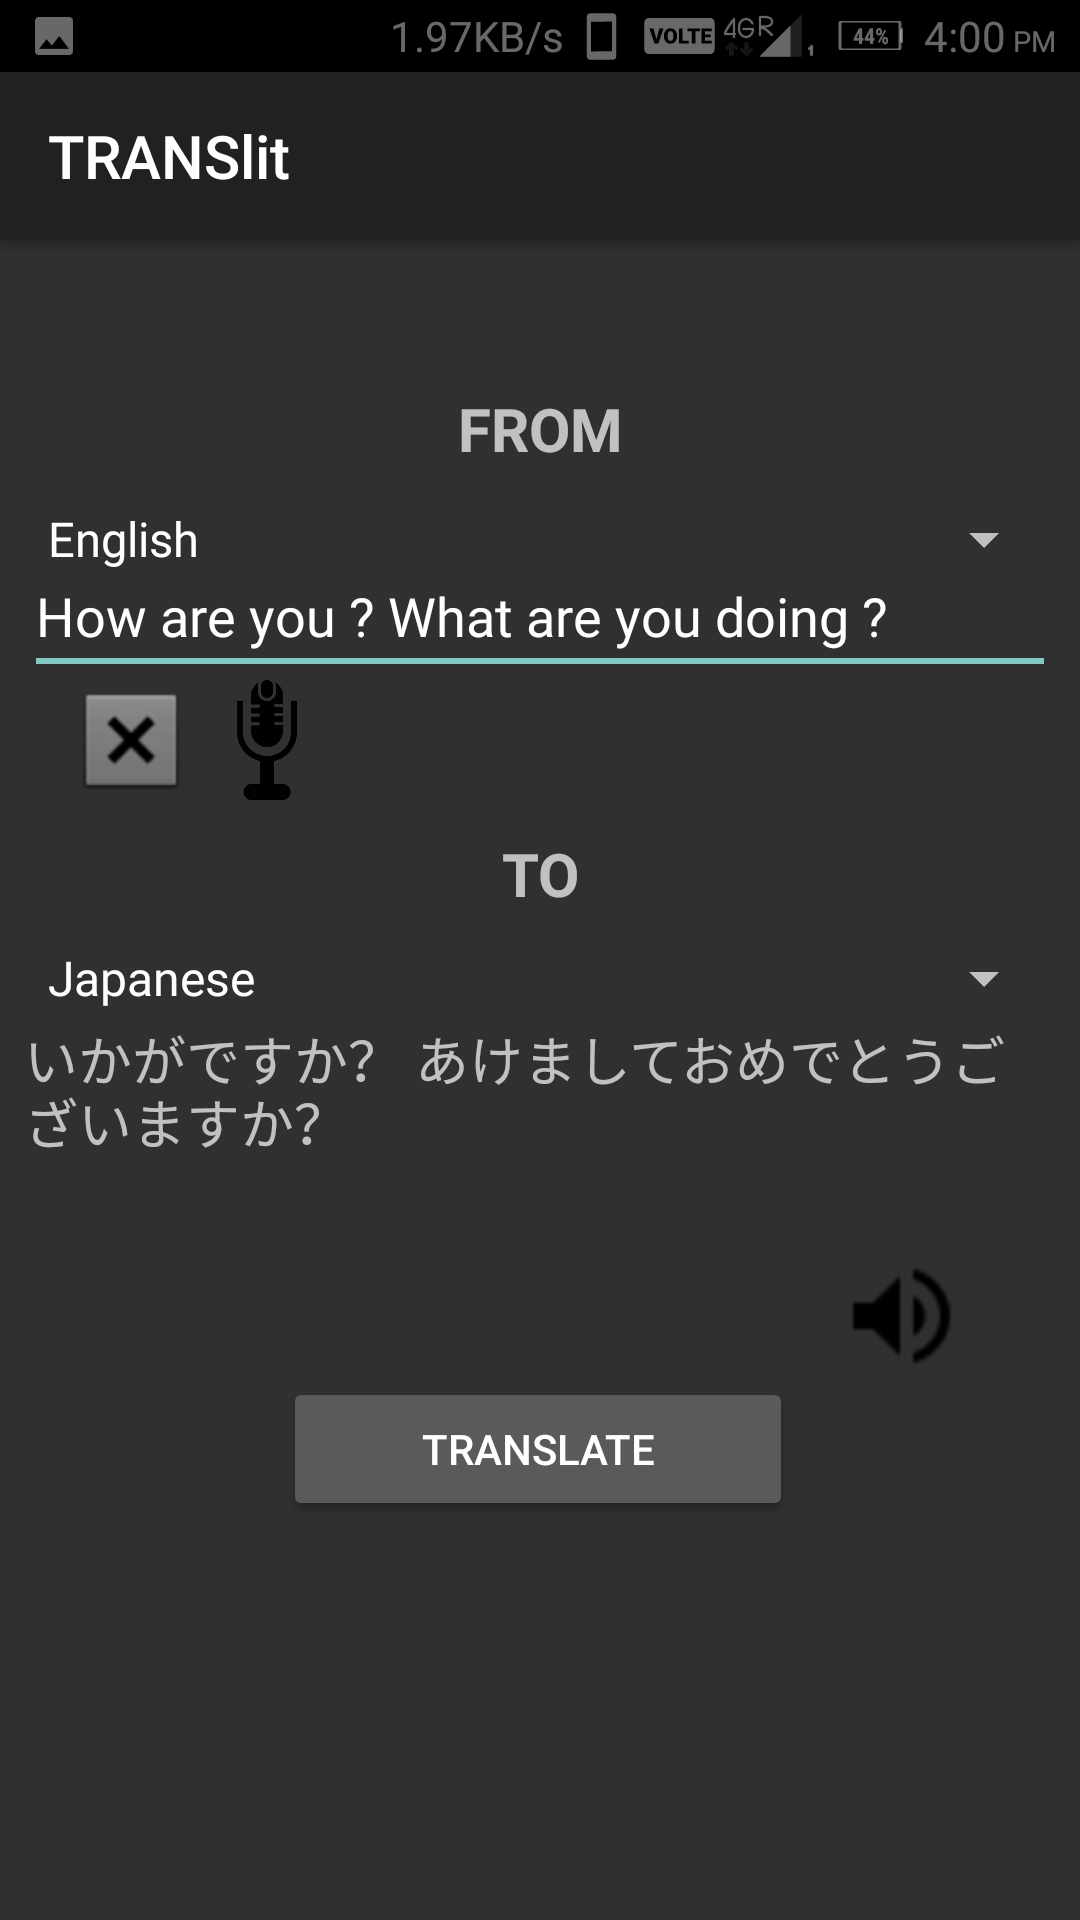 1.97KB/s VOLTE 4G R 1 44% 4:00 PM
TRANSlit
FROM
English
How are you ? What are you doing ?
TO
Japanese
いかがですか? あけましておめでとうご
ざいますか?
TRANSLATE